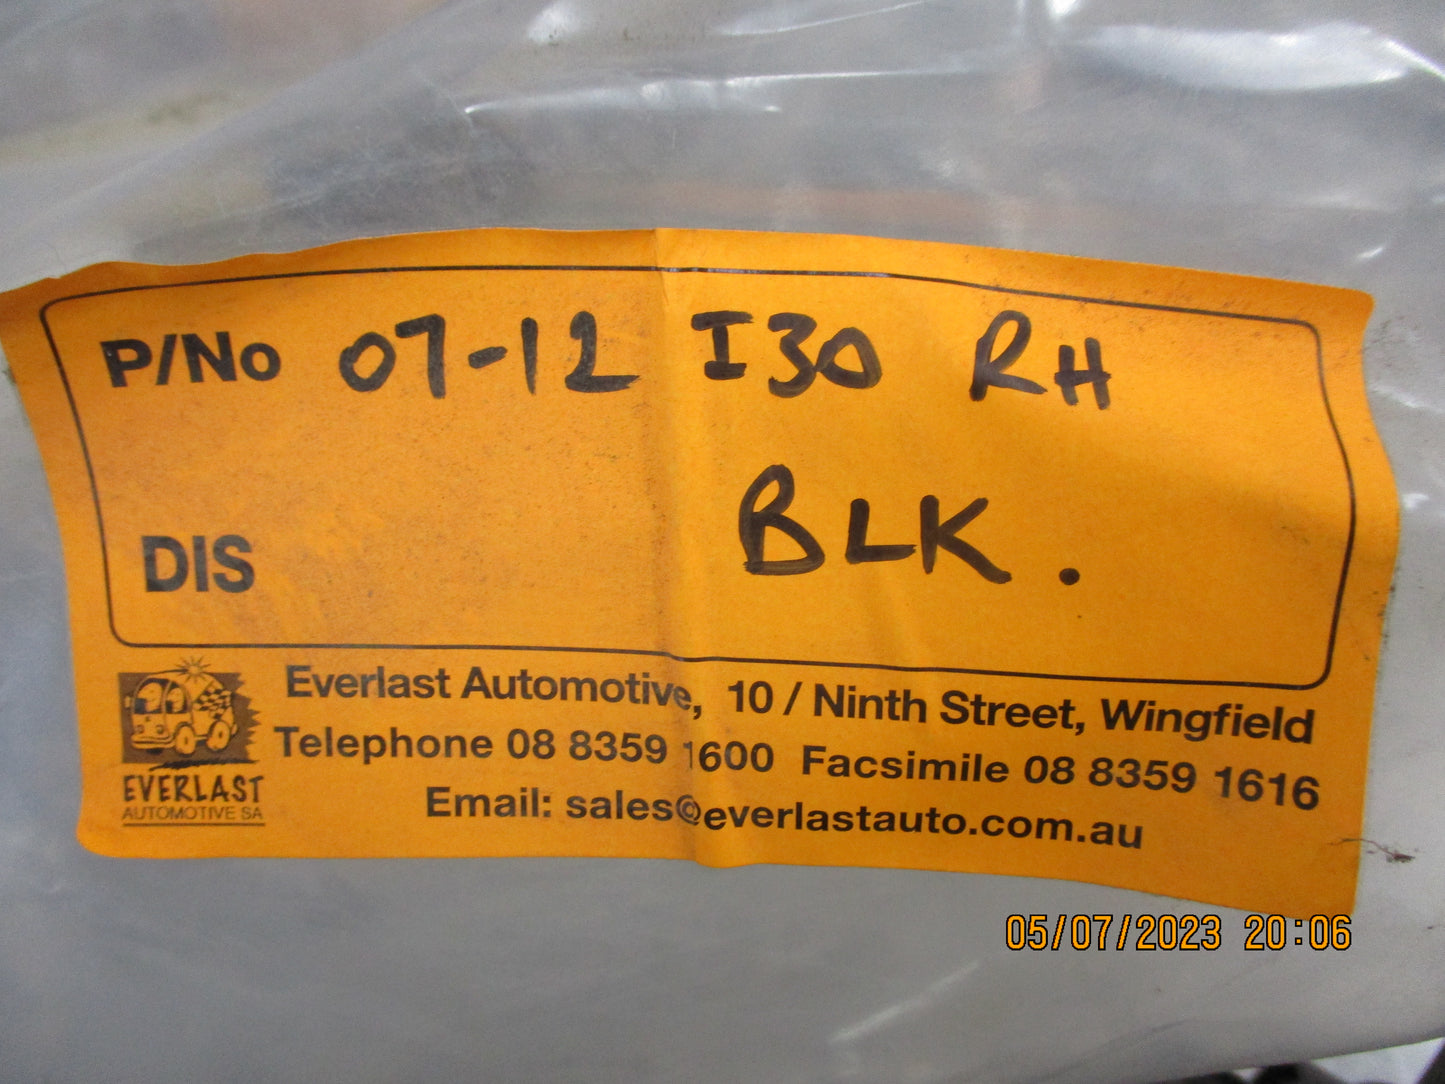 P/No 07-12 I30 RH
BLK.
DIS
Everlast Automotive, 10 / Ninth Street, Wingfield
Telephone 08 8359 1600 Facsimile 08 8359 1616
Email: sales@everlastauto.com.au
EVERLAST
AUTOMOTIVE SA
05/07/2023 20:06